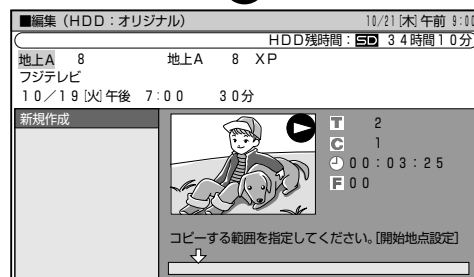 ■編集（HDD：オリジナル） 10/21[木]午前 9:00
HDD残時間：SD 34時間10分
地上A 8 地上A 8 XP
フジテレビ
10／19[火]午後 7:00 30分
新規作成
T 2
C 1
00：03：25
F 00
コピーする範囲を指定してください。[開始地点設定]